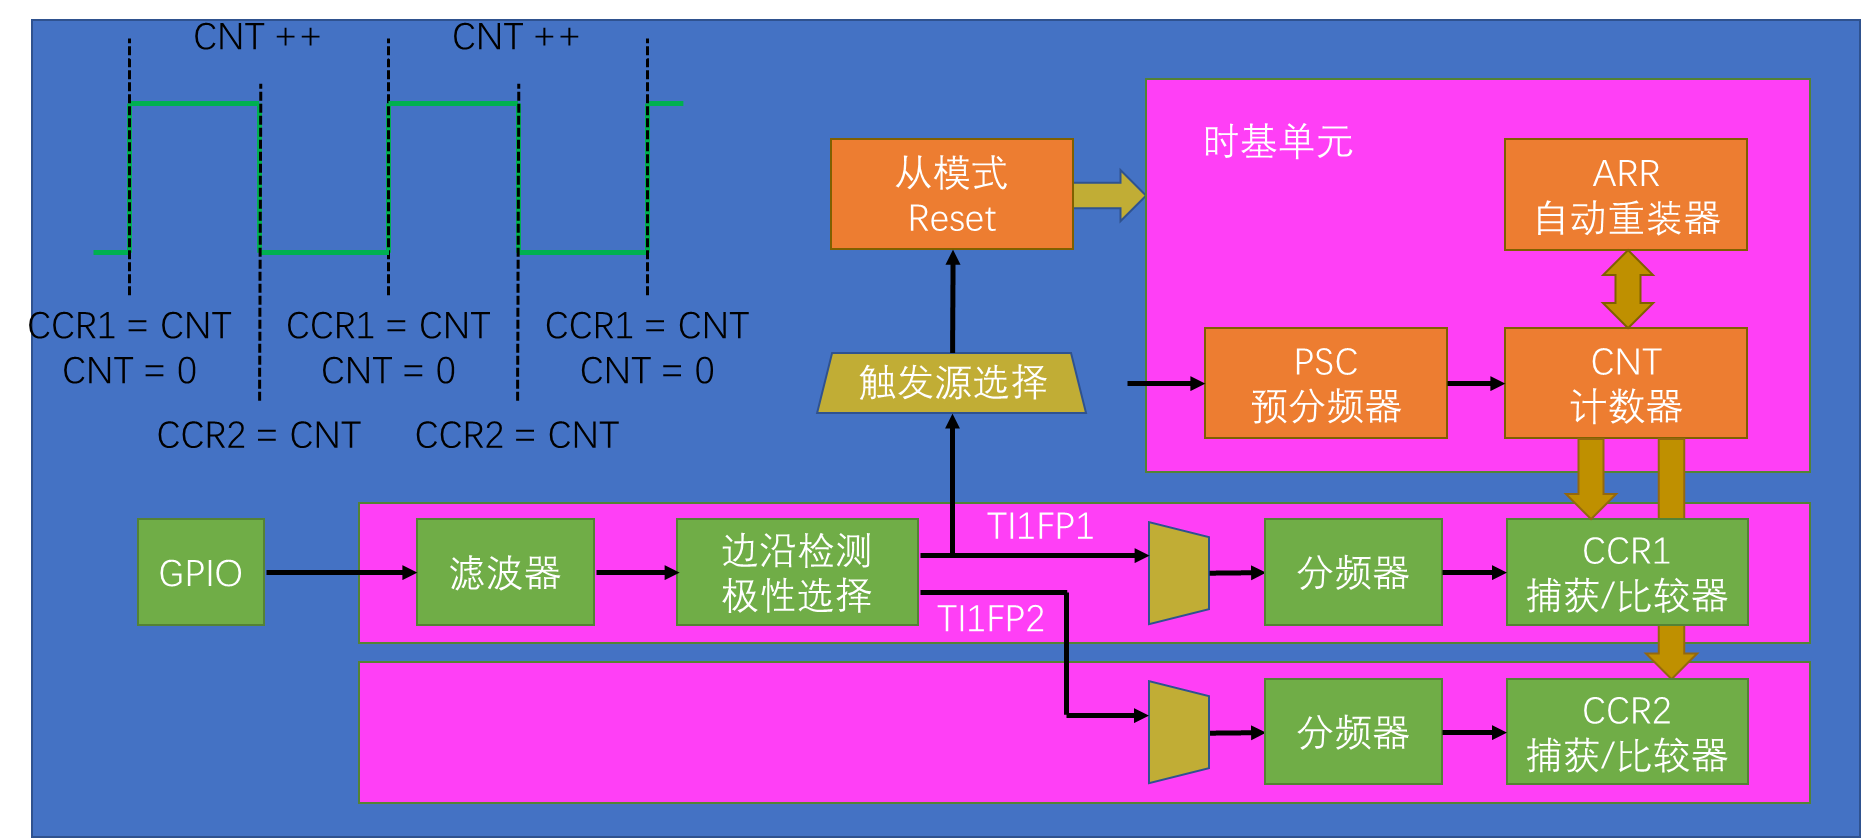 CNT ++
CNT ++
CCR1 = CNT
CNT = 0
CCR1 = CNT
CNT = 0
CCR1 = CNT
CNT = 0
CCR2 = CNT
CCR2 = CNT
从模式
Reset
时基单元
ARR
自动重装器
触发源选择
PSC
预分频器
CNT
计数器
GPIO
滤波器
边沿检测
极性选择
TI1FP1
TI1FP2
分频器
CCR1
捕获/比较器
分频器
CCR2
捕获/比较器